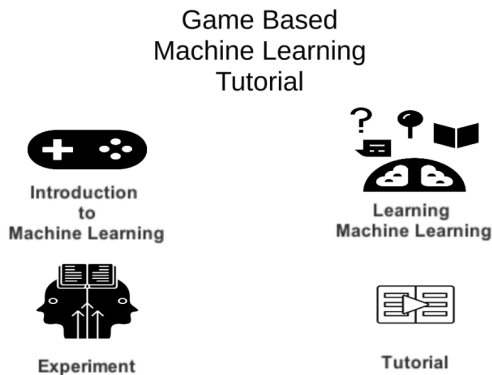 Game Based
Machine Learning
Tutorial
Introduction
to
Machine Learning
Learning
Machine Learning
Experiment
Tutorial